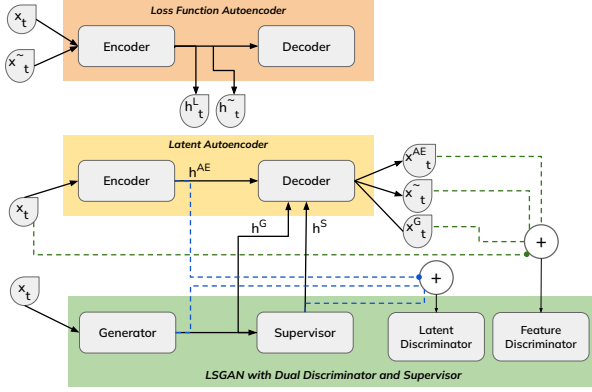 Loss Function Autoencoder
x_t
Encoder
Decoder
x^~_t
h^L_t
h^~_t
Latent Autoencoder
x^AE_t
Encoder
h^AE
Decoder
x^~_t
x_t
h^G
h^S
x^G_t
+
x_t
+
Generator
Supervisor
Latent
Discriminator
Feature
Discriminator
LSGAN with Dual Discriminator and Supervisor